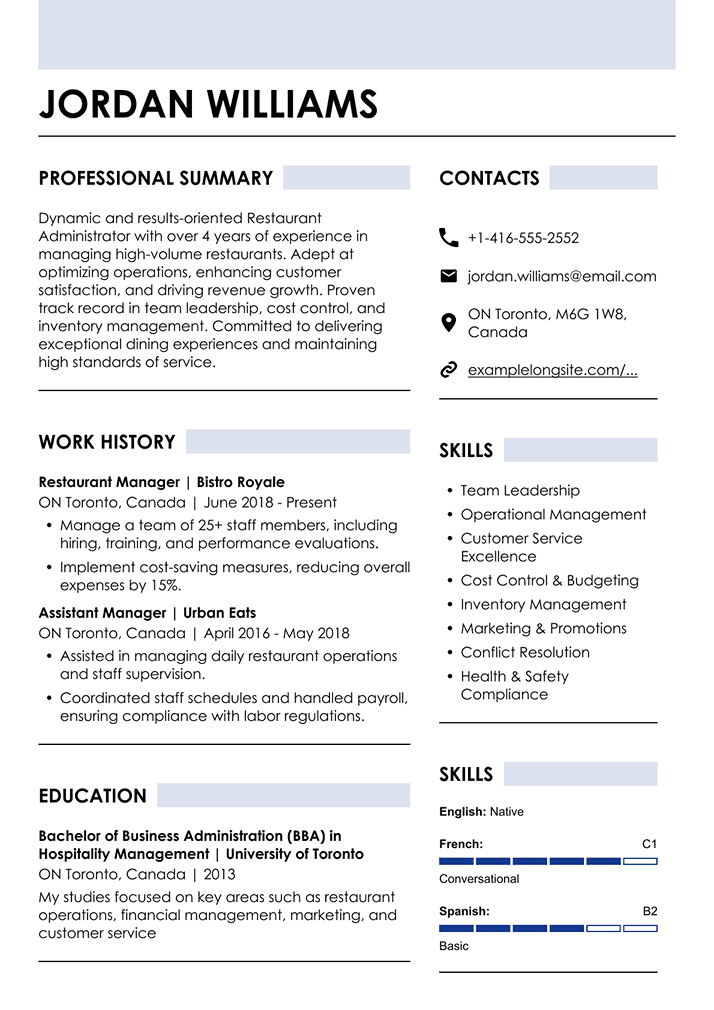 JORDAN WILLIAMS
PROFESSIONAL SUMMARY
Dynamic and results-oriented Restaurant
Administrator with over 4 years of experience in
managing high-volume restaurants. Adept at
optimizing operations, enhancing customer
satisfaction, and driving revenue growth. Proven
track record in team leadership, cost control, and
inventory management. Committed to delivering
exceptional dining experiences and maintaining
high standards of service.
WORK HISTORY
Restaurant Manager | Bistro Royale
ON Toronto, Canada | June 2018 - Present
• Manage a team of 25+ staff members, including
hiring, training, and performance evaluations.
• Implement cost-saving measures, reducing overall
expenses by 15%.
Assistant Manager | Urban Eats
ON Toronto, Canada | April 2016 - May 2018
• Assisted in managing daily restaurant operations
and staff supervision.
• Coordinated staff schedules and handled payroll,
ensuring compliance with labor regulations.
EDUCATION
Bachelor of Business Administration (BBA) in
Hospitality Management | University of Toronto
ON Toronto, Canada | 2013
My studies focused on key areas such as restaurant
operations, financial management, marketing, and
customer service
CONTACTS
+1-416-555-2552
jordan.williams@email.com
ON Toronto, M6G 1W8,
Canada
examplelongsite.com/...
SKILLS
• Team Leadership
• Operational Management
• Customer Service
Excellence
• Cost Control & Budgeting
• Inventory Management
• Marketing & Promotions
• Conflict Resolution
• Health & Safety
Compliance
SKILLS
English: Native
French: C1
Conversational
Spanish: B2
Basic